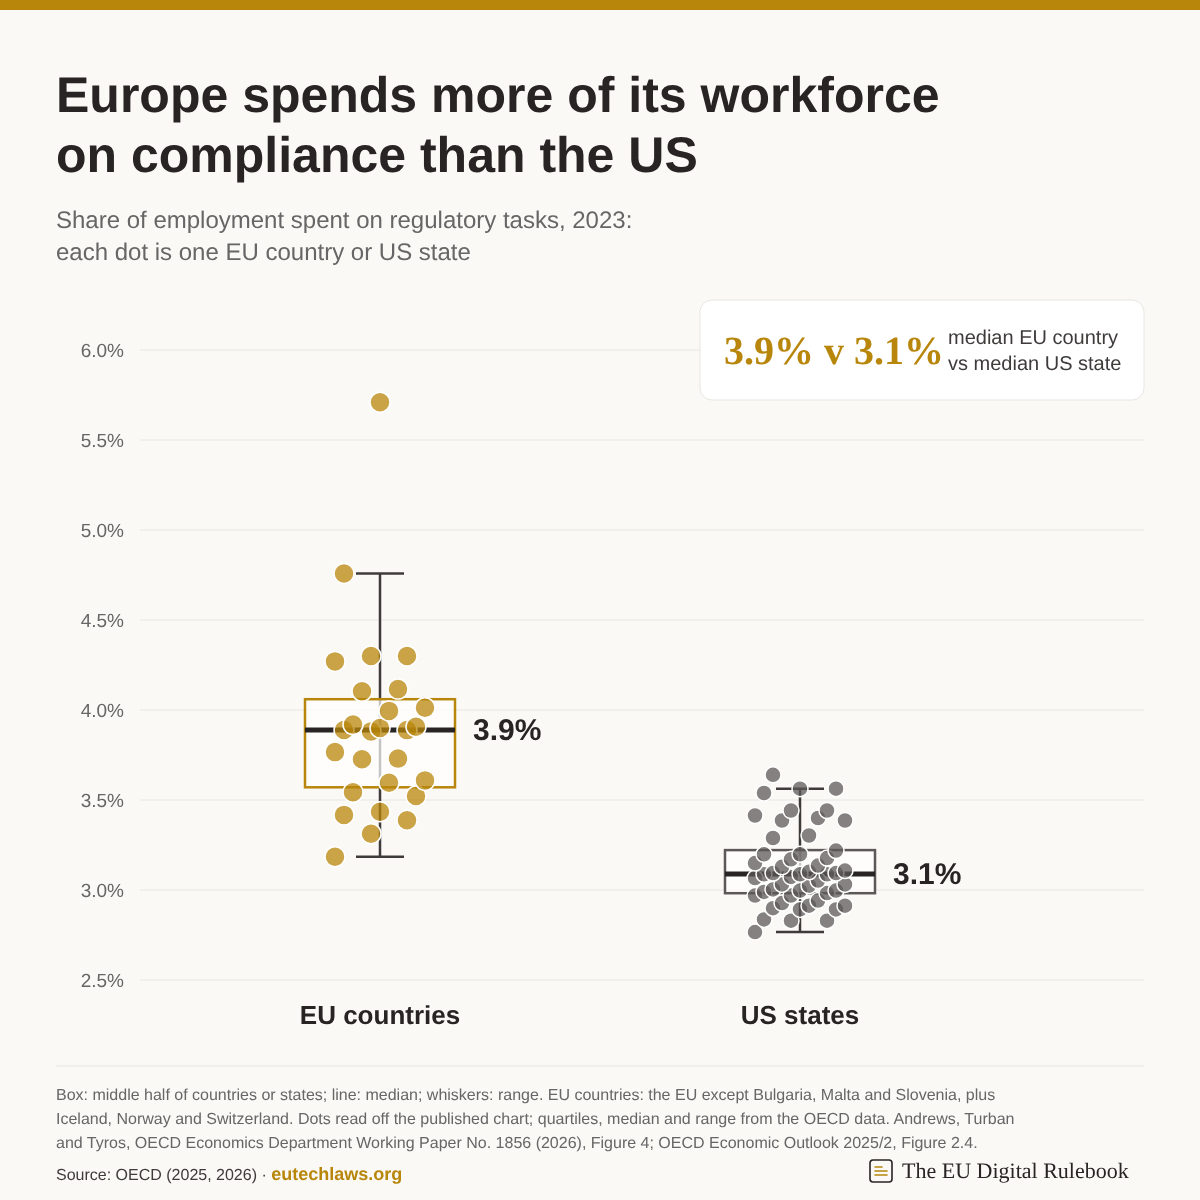 Europe spends more of its workforce
on compliance than the US
Share of employment spent on regulatory tasks, 2023:
each dot is one EU country or US state
3.9% v 3.1%
median EU country
vs median US state
6.0%
5.5%
5.0%
4.5%
4.0%
3.5%
3.0%
2.5%
3.9%
3.1%
EU countries
US states
Box: middle half of countries or states; line: median; whiskers: range. EU countries: the EU except Bulgaria, Malta and Slovenia, plus
Iceland, Norway and Switzerland. Dots read off the published chart; quartiles, median and range from the OECD data. Andrews, Turban
and Tyros, OECD Economics Department Working Paper No. 1856 (2026), Figure 4; OECD Economic Outlook 2025/2, Figure 2.4.
Source: OECD (2025, 2026) · eutechlaws.org
The EU Digital Rulebook